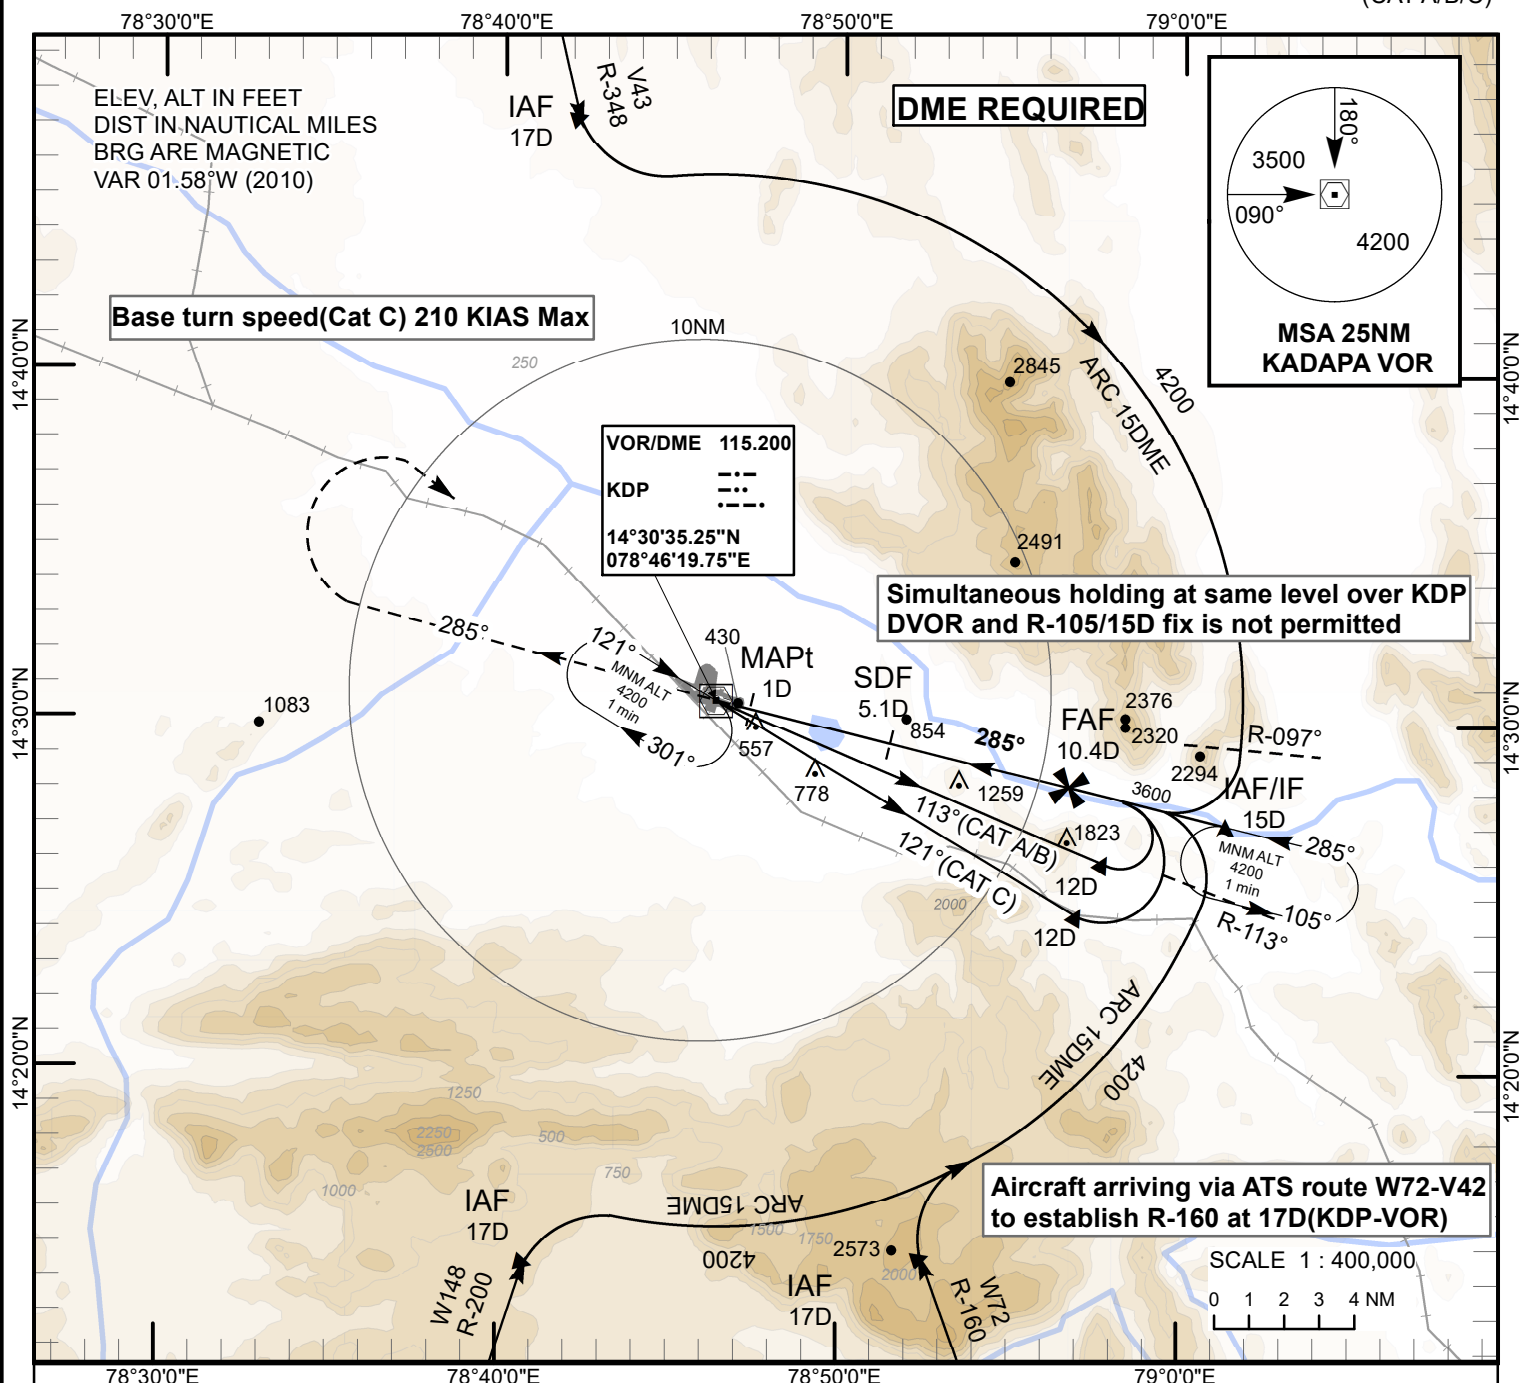 (CAT A/B/C)
78°30'0"E
78°40'0"E
78°50'0"E
79°0'0"E
ELEV, ALT IN FEET
DIST IN NAUTICAL MILES
BRG ARE MAGNETIC
VAR 01.58°W (2010)
IAF
17D
V43
R-348
DME REQUIRED
180°
3500
090°
4200
MSA 25NM
KADAPA VOR
Base turn speed(Cat C) 210 KIAS Max
10NM
250
14°40'0"N
14°40'0"N
2845
ARC 15DME
4200
VOR/DME 115.200
KDP
14°30'35.25"N
078°46'19.75"E
2491
Simultaneous holding at same level over KDP
DVOR and R-105/15D fix is not permitted
285°
121°
MNM ALT
4200
1 min
301°
430
MAPt
1D
557
778
SDF
5.1D
854
285°
1259
FAF
10.4D
2376
2320
2294
R-097°
3600
IAF/IF
15D
1083
14°30'0"N
14°30'0"N
113°(CAT A/B)
121°(CAT C)
1823
12D
12D
MNM ALT
4200
1 min
285°
105°
R-113°
2000
ARC 15DME
4200
14°20'0"N
14°20'0"N
1250
2250
2500
500
750
1000
IAF
17D
W148
R-200
ARC 15DME
4200
1500
1750
2000
2573
IAF
17D
W72
R-160
Aircraft arriving via ATS route W72-V42
to establish R-160 at 17D(KDP-VOR)
SCALE 1 : 400,000
0 1 2 3 4 NM
78°30'0"E
78°40'0"E
78°50'0"E
79°0'0"E